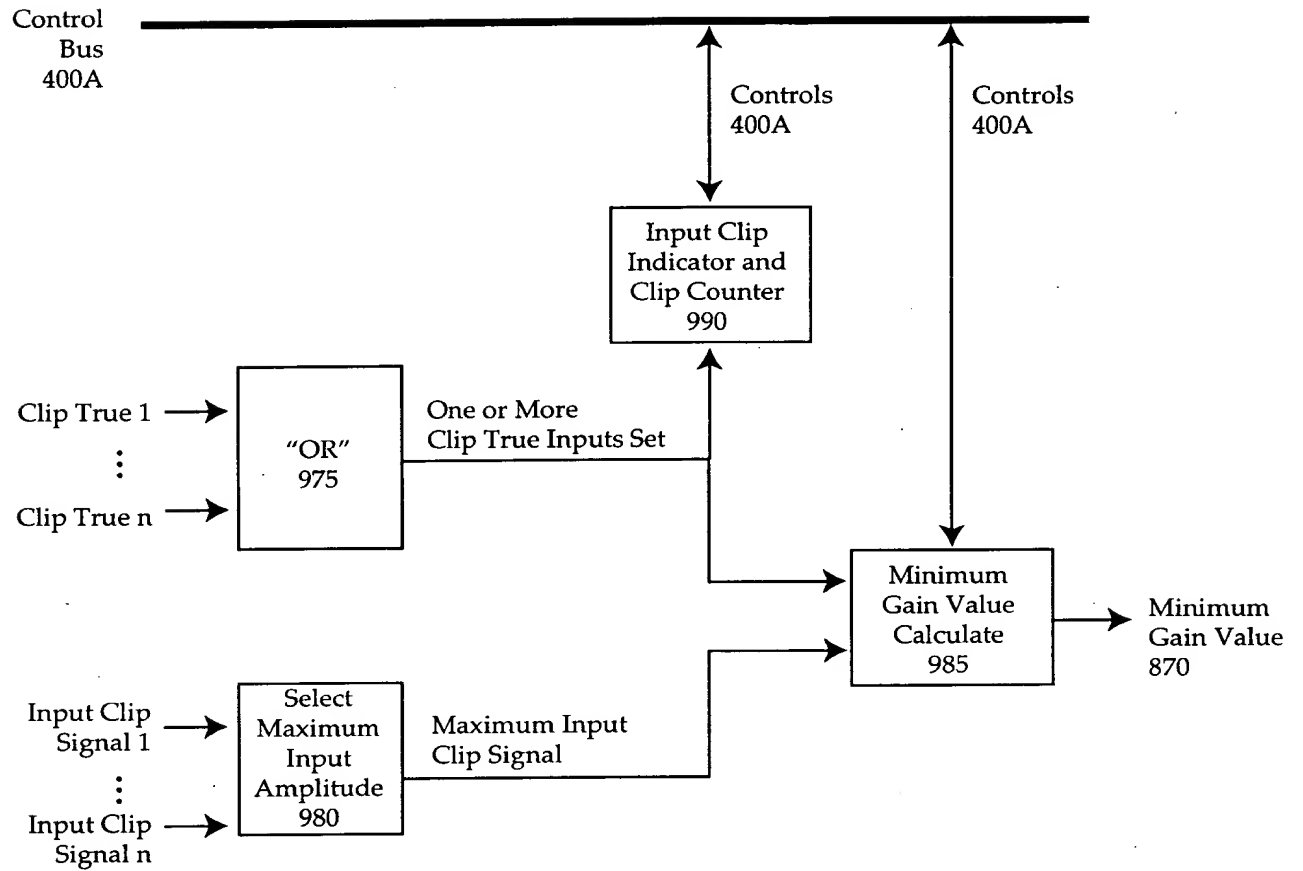 Control
Bus
400A
Controls
400A
Controls
400A
Input Clip
Indicator and
Clip Counter
990
Clip True 1
⋮
Clip True n
"OR"
975
One or More
Clip True Inputs Set
Minimum
Gain Value
Calculate
985
Minimum
Gain Value
870
Input Clip
Signal 1
⋮
Input Clip
Signal n
Select
Maximum
Input
Amplitude
980
Maximum Input
Clip Signal